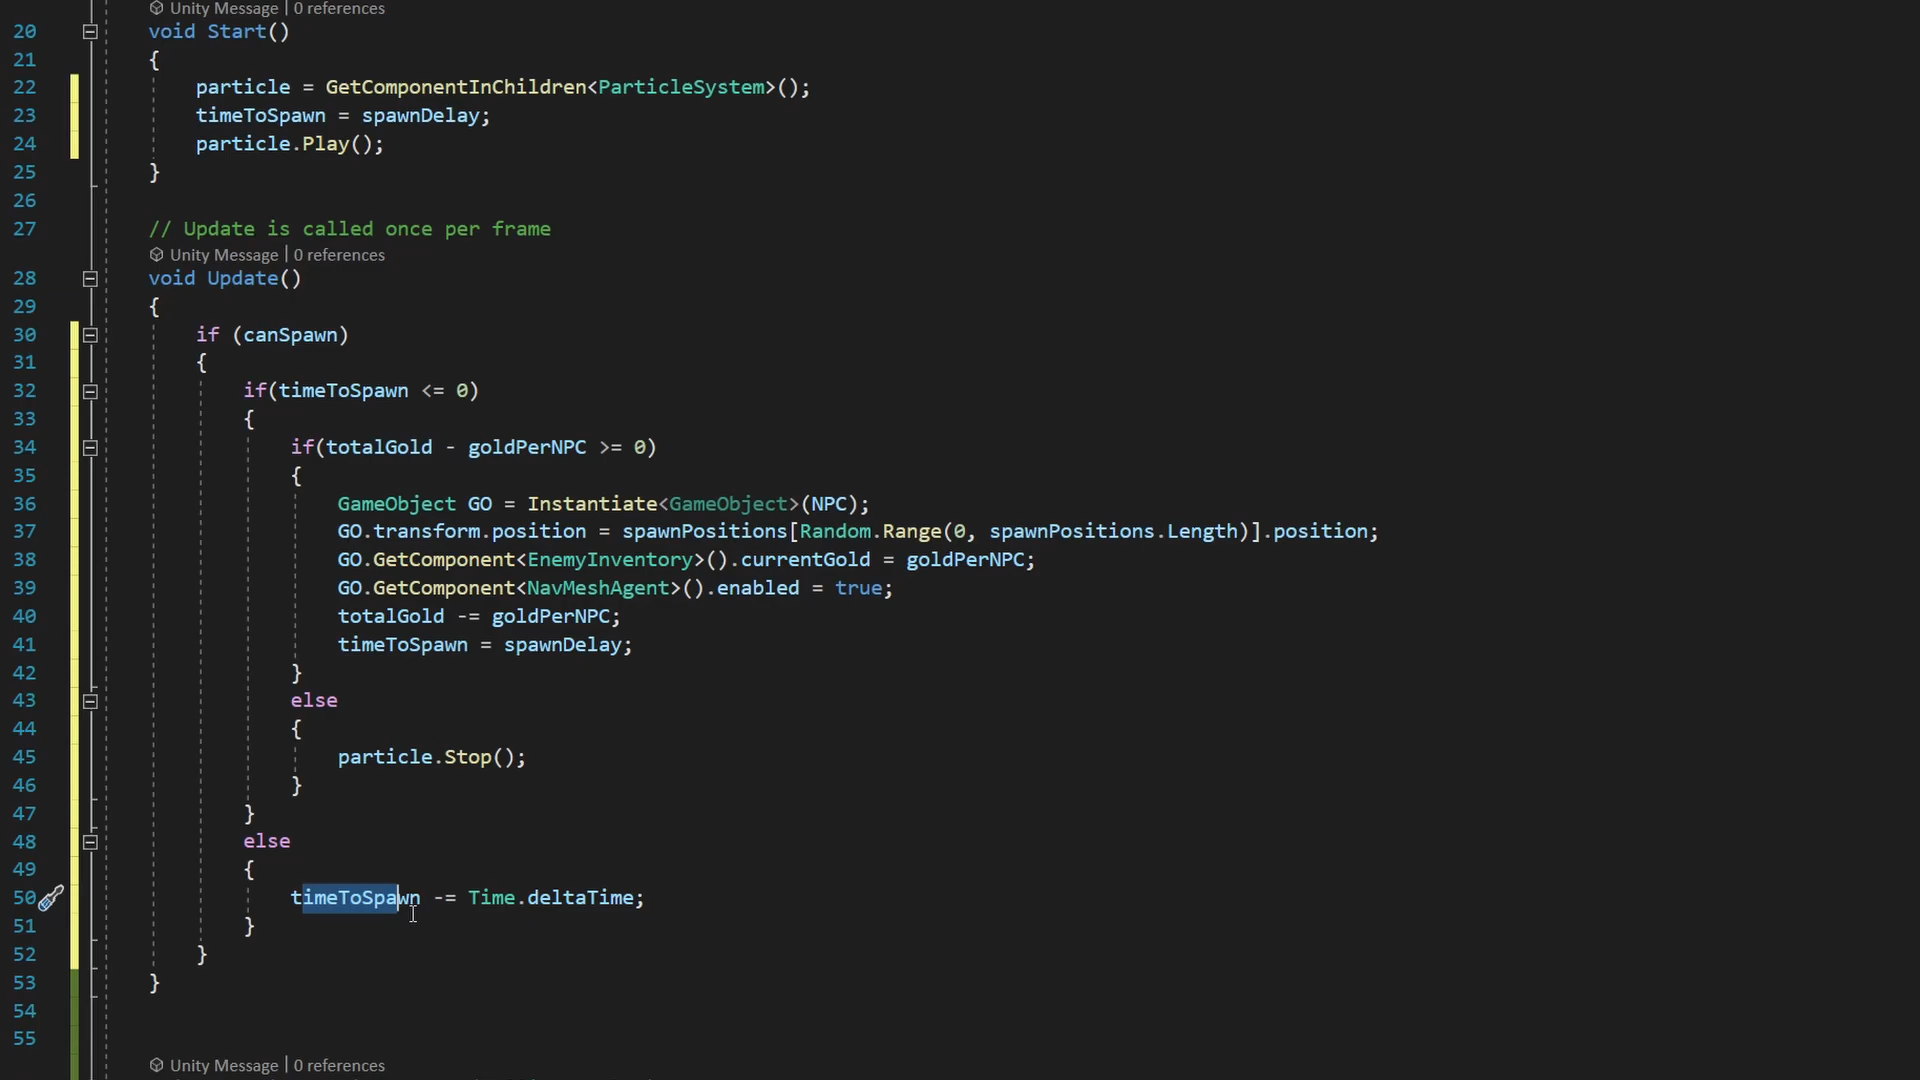 Unity Message | 0 references
20 void Start()
21 {
22 particle = GetComponentInChildren<ParticleSystem>();
23 timeToSpawn = spawnDelay;
24 particle.Play();
25 }
26
27 // Update is called once per frame
Unity Message | 0 references
28 void Update()
29 {
30 if (canSpawn)
31 {
32 if(timeToSpawn <= 0)
33 {
34 if(totalGold - goldPerNPC >= 0)
35 {
36 GameObject GO = Instantiate<GameObject>(NPC);
37 GO.transform.position = spawnPositions[Random.Range(0, spawnPositions.Length)].position;
38 GO.GetComponent<EnemyInventory>().currentGold = goldPerNPC;
39 GO.GetComponent<NavMeshAgent>().enabled = true;
40 totalGold -= goldPerNPC;
41 timeToSpawn = spawnDelay;
42 }
43 else
44 {
45 particle.Stop();
46 }
47 }
48 else
49 {
50 timeToSpawn -= Time.deltaTime;
51 }
52 }
53 }
54
55
Unity Message | 0 references